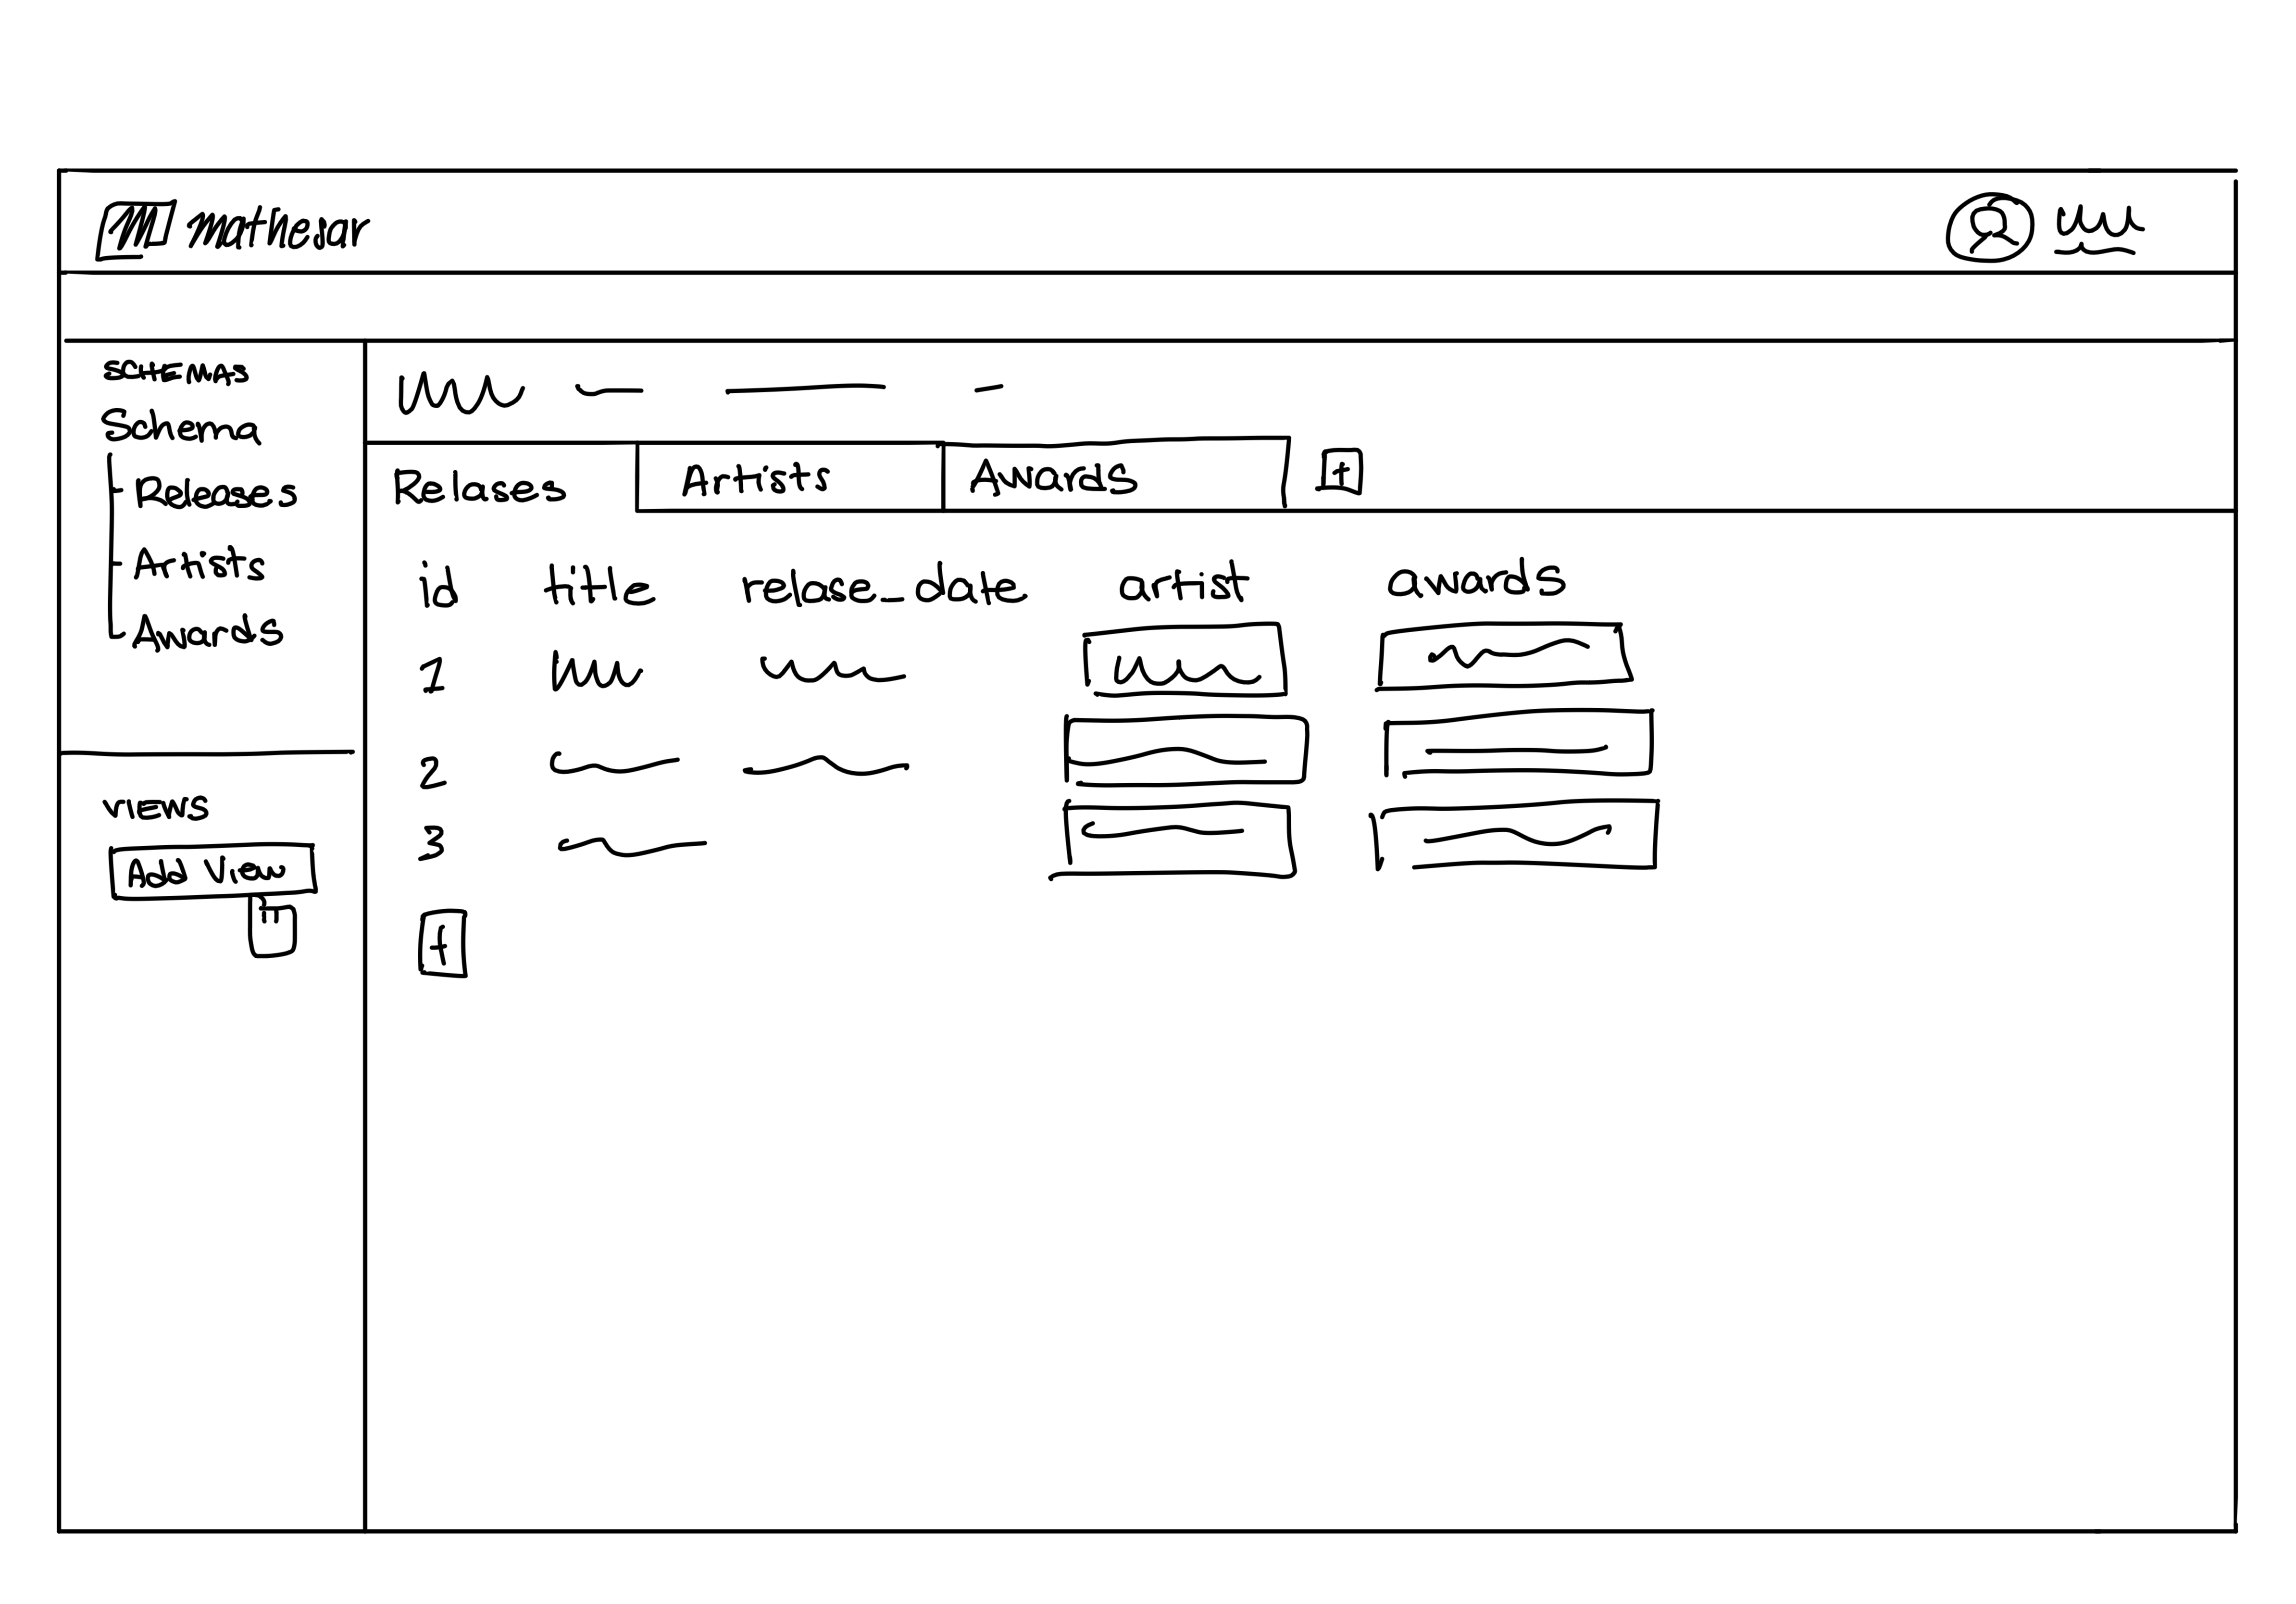 M Mathesar
SCHEMAS
Schema
Releases
Artists
Awards
VIEWS
Add View
Relases Artists Awards +
id title relase_date artist awards
1
2
3
+